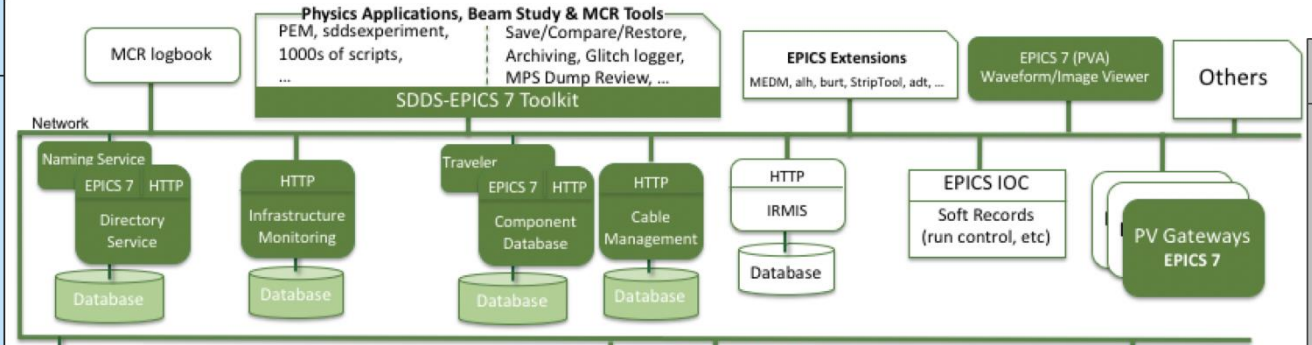 Physics Applications, Beam Study & MCR Tools
MCR logbook
PEM, sddsexperiment,
1000s of scripts,
...
Save/Compare/Restore,
Archiving, Glitch logger,
MPS Dump Review, ...
SDDS-EPICS 7 Toolkit
EPICS Extensions
MEDM, alh, burt, StripTool, adt, ...
EPICS 7 (PVA)
Waveform/Image Viewer
Others
Network
Naming Service
EPICS 7 HTTP
Directory
Service
Database
HTTP
Infrastructure
Monitoring
Database
Traveler
EPICS 7 HTTP
Component
Database
Database
HTTP
Cable
Management
Database
HTTP
IRMIS
Database
EPICS IOC
Soft Records
(run control, etc)
PV Gateways
EPICS 7